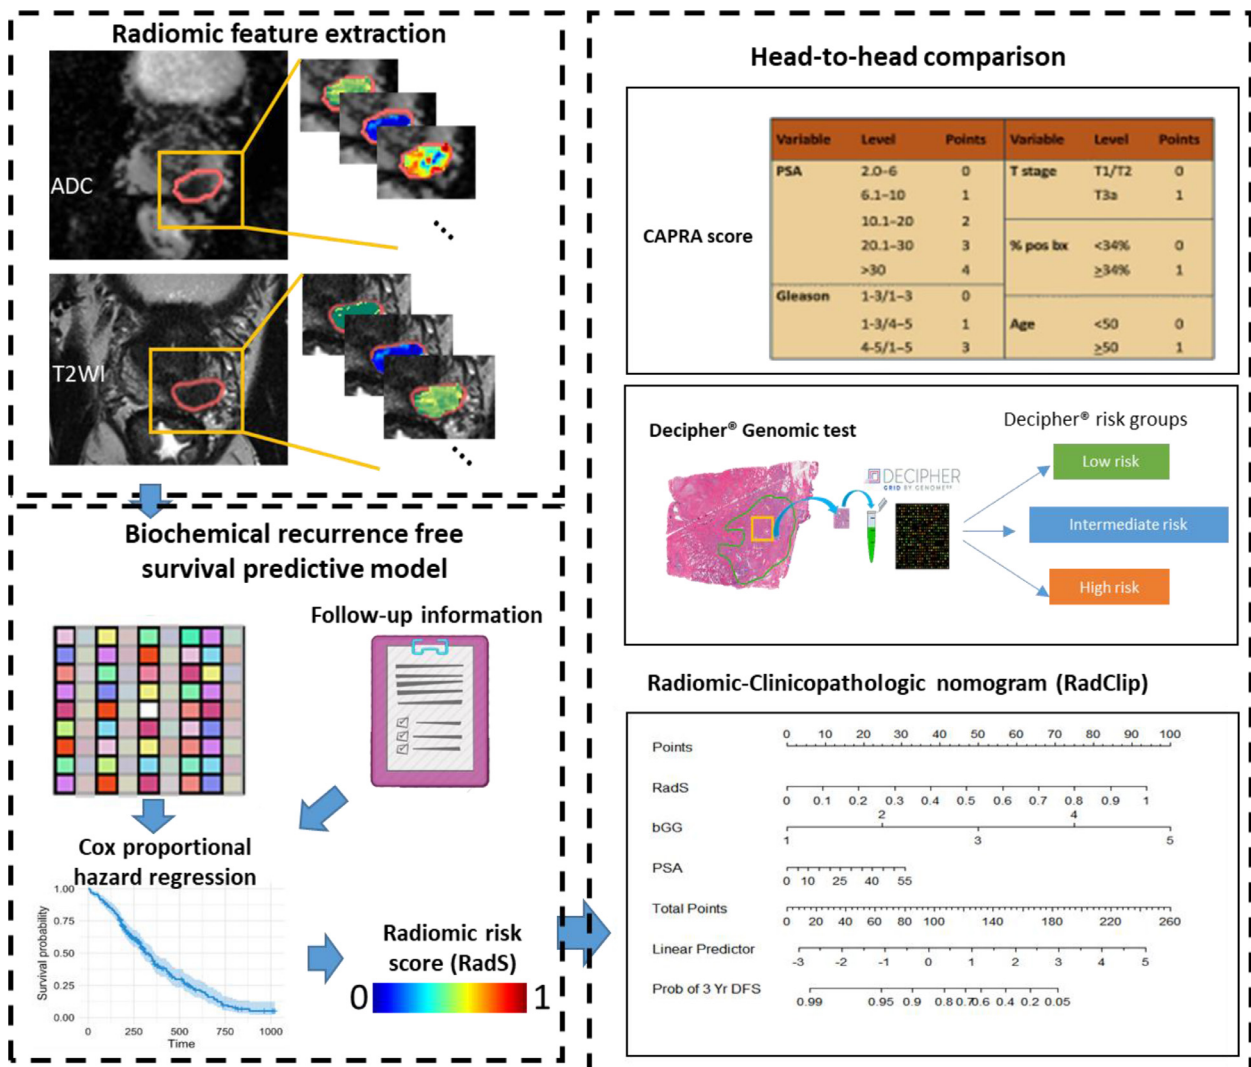 Radiomic feature extraction
ADC
T2WI
Biochemical recurrence free
survival predictive model
Follow-up information
Cox proportional
hazard regression
Survival probability
1.00
0.75
0.50
0.25
0.00
0 250 500 750 1000
Time
Radiomic risk
score (RadS)
0 1
Head-to-head comparison
CAPRA score
Variable Level Points Variable Level Points
PSA 2.0–6 0 T stage T1/T2 0
6.1–10 1 T3a 1
10.1–20 2
20.1–30 3 % pos bx <34% 0
>30 4 ≥34% 1
Gleason 1-3/1–3 0
1-3/4–5 1 Age <50 0
4-5/1–5 3 ≥50 1
Decipher® Genomic test
DECIPHER
GRID BY GENOME
Decipher® risk groups
Low risk
Intermediate risk
High risk
Radiomic-Clinicopathologic nomogram (RadClip)
Points 0 10 20 30 40 50 60 70 80 90 100
RadS 0 0.1 0.2 0.3 0.4 0.5 0.6 0.7 0.8 0.9 1
bGG 1 2 3 4 5
PSA 0 10 25 40 55
Total Points 0 20 40 60 80 100 140 180 220 260
Linear Predictor -3 -2 -1 0 1 2 3 4 5
Prob of 3 Yr DFS 0.99 0.95 0.9 0.8 0.7 0.6 0.4 0.2 0.05